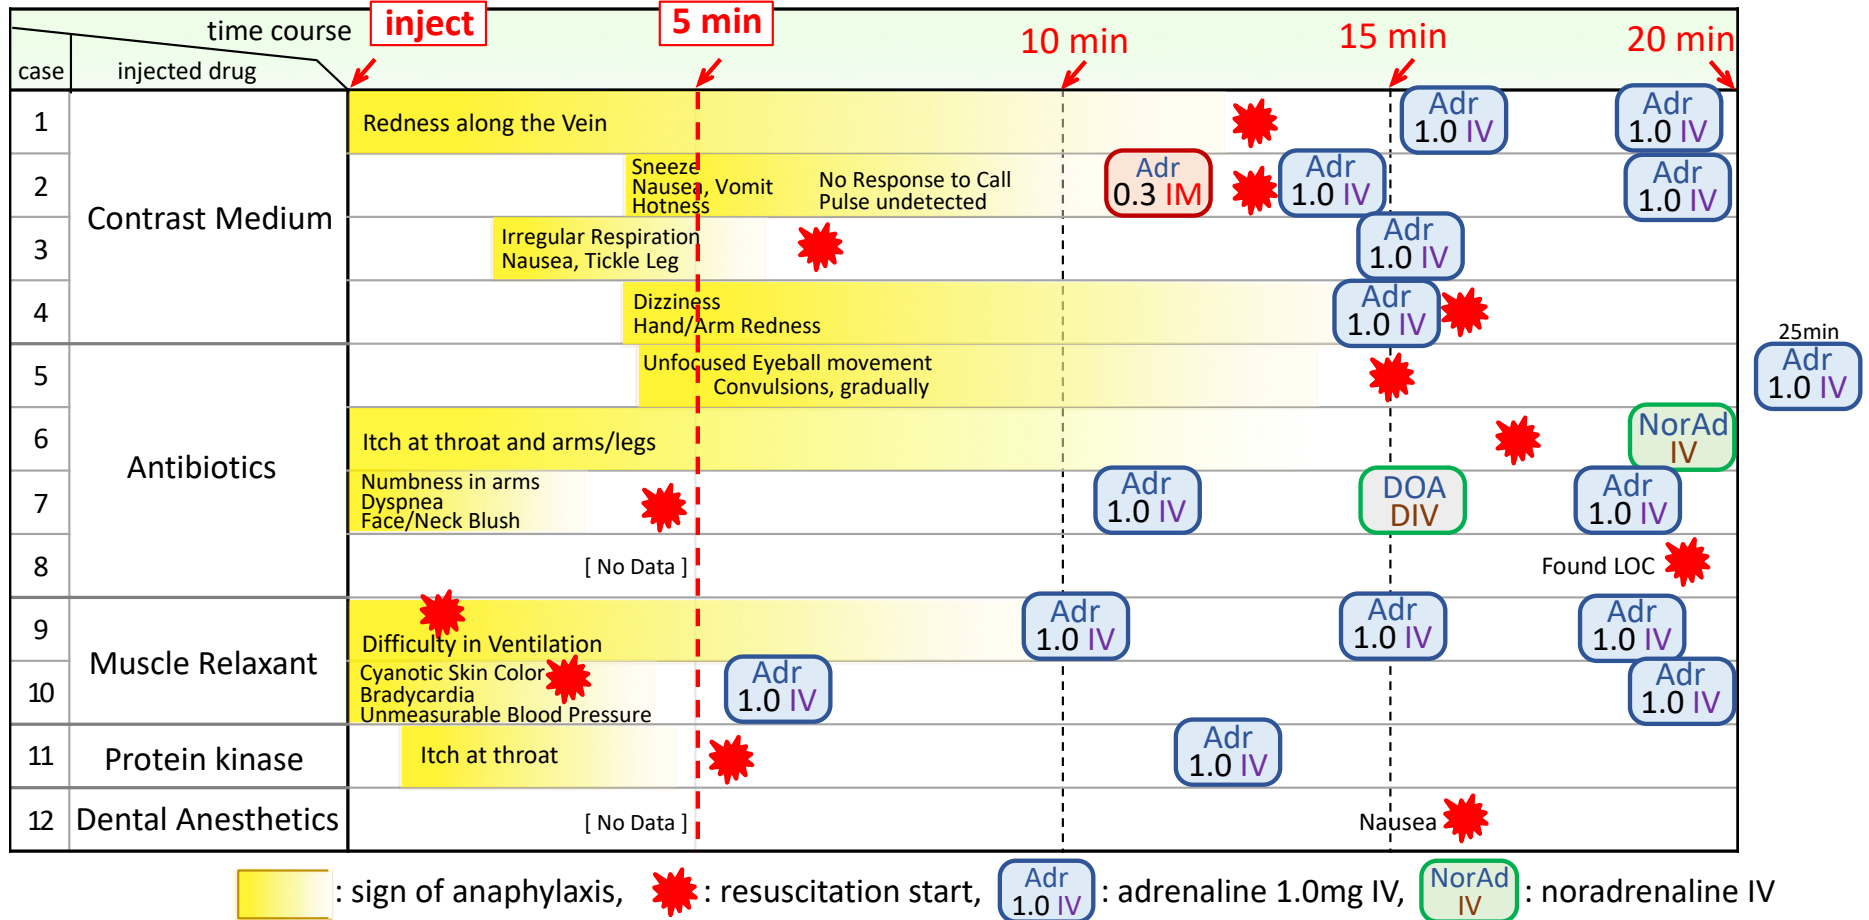 time course
inject
5 min
10 min
15 min
20 min
case
injected drug
1
Contrast Medium
Redness along the Vein
Adr
1.0 IV
Adr
1.0 IV
2
Sneeze
Nausea, Vomit
Hotness
No Response to Call
Pulse undetected
Adr
0.3 IM
Adr
1.0 IV
Adr
1.0 IV
3
Irregular Respiration
Nausea, Tickle Leg
Adr
1.0 IV
4
Dizziness
Hand/Arm Redness
Adr
1.0 IV
5
Antibiotics
Unfocused Eyeball movement
Convulsions, gradually
25min
Adr
1.0 IV
6
Itch at throat and arms/legs
NorAd
IV
7
Numbness in arms
Dyspnea
Face/Neck Blush
Adr
1.0 IV
DOA
DIV
Adr
1.0 IV
8
[ No Data ]
Found LOC
9
Muscle Relaxant
Difficulty in Ventilation
Adr
1.0 IV
Adr
1.0 IV
Adr
1.0 IV
10
Cyanotic Skin Color
Bradycardia
Unmeasurable Blood Pressure
Adr
1.0 IV
Adr
1.0 IV
11
Protein kinase
Itch at throat
Adr
1.0 IV
12
Dental Anesthetics
[ No Data ]
Nausea
: sign of anaphylaxis,
: resuscitation start,
Adr
1.0 IV
: adrenaline 1.0mg IV,
NorAd
IV
: noradrenaline IV